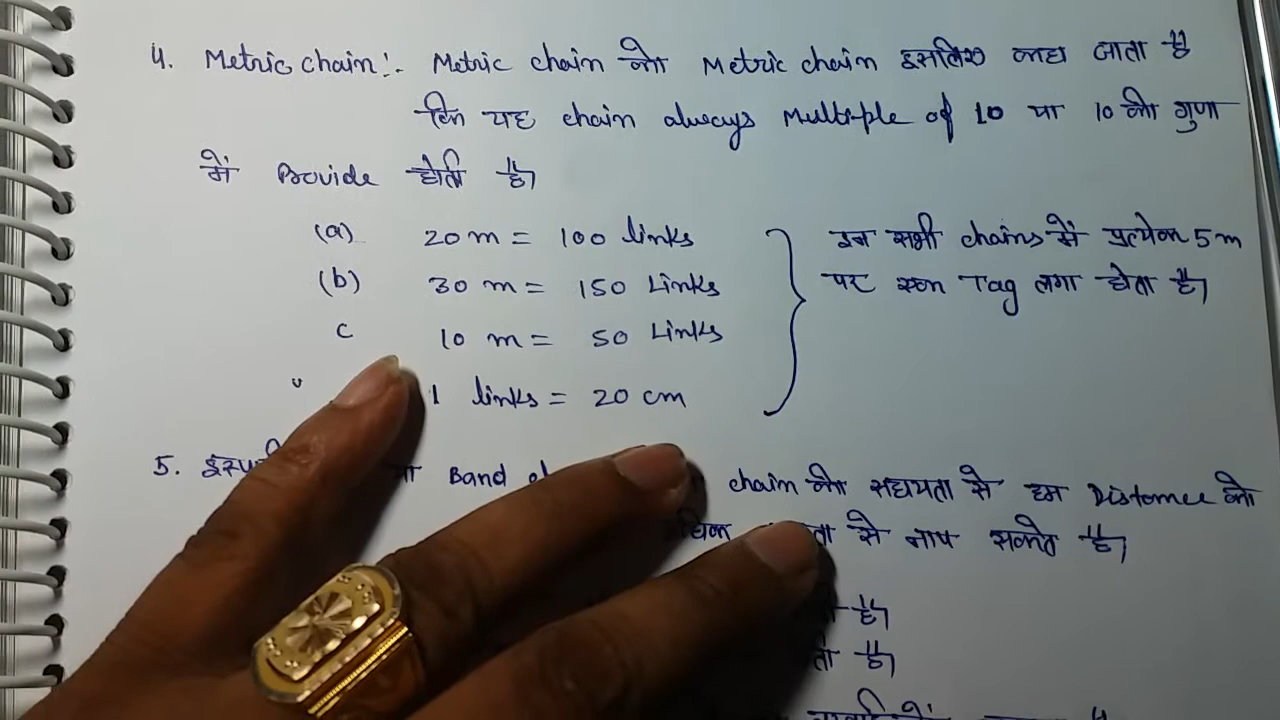 4. Metric chain:- Metric chain को Metric chain इसलिए कहा जाता है
कि यह chain always Multiple of 10 या 10 की गुणा
में Provide होती है।
(a) 20 m = 100 links
(b) 30 m = 150 Links
इन सभी chains में प्रत्येक 5 m
पर एक Tag लगा होता है।
c 10 m = 50 Links
1 links = 20 cm
5. Band chain की सहायता से हम Distance को
से नाप सकते है।
है।
है।